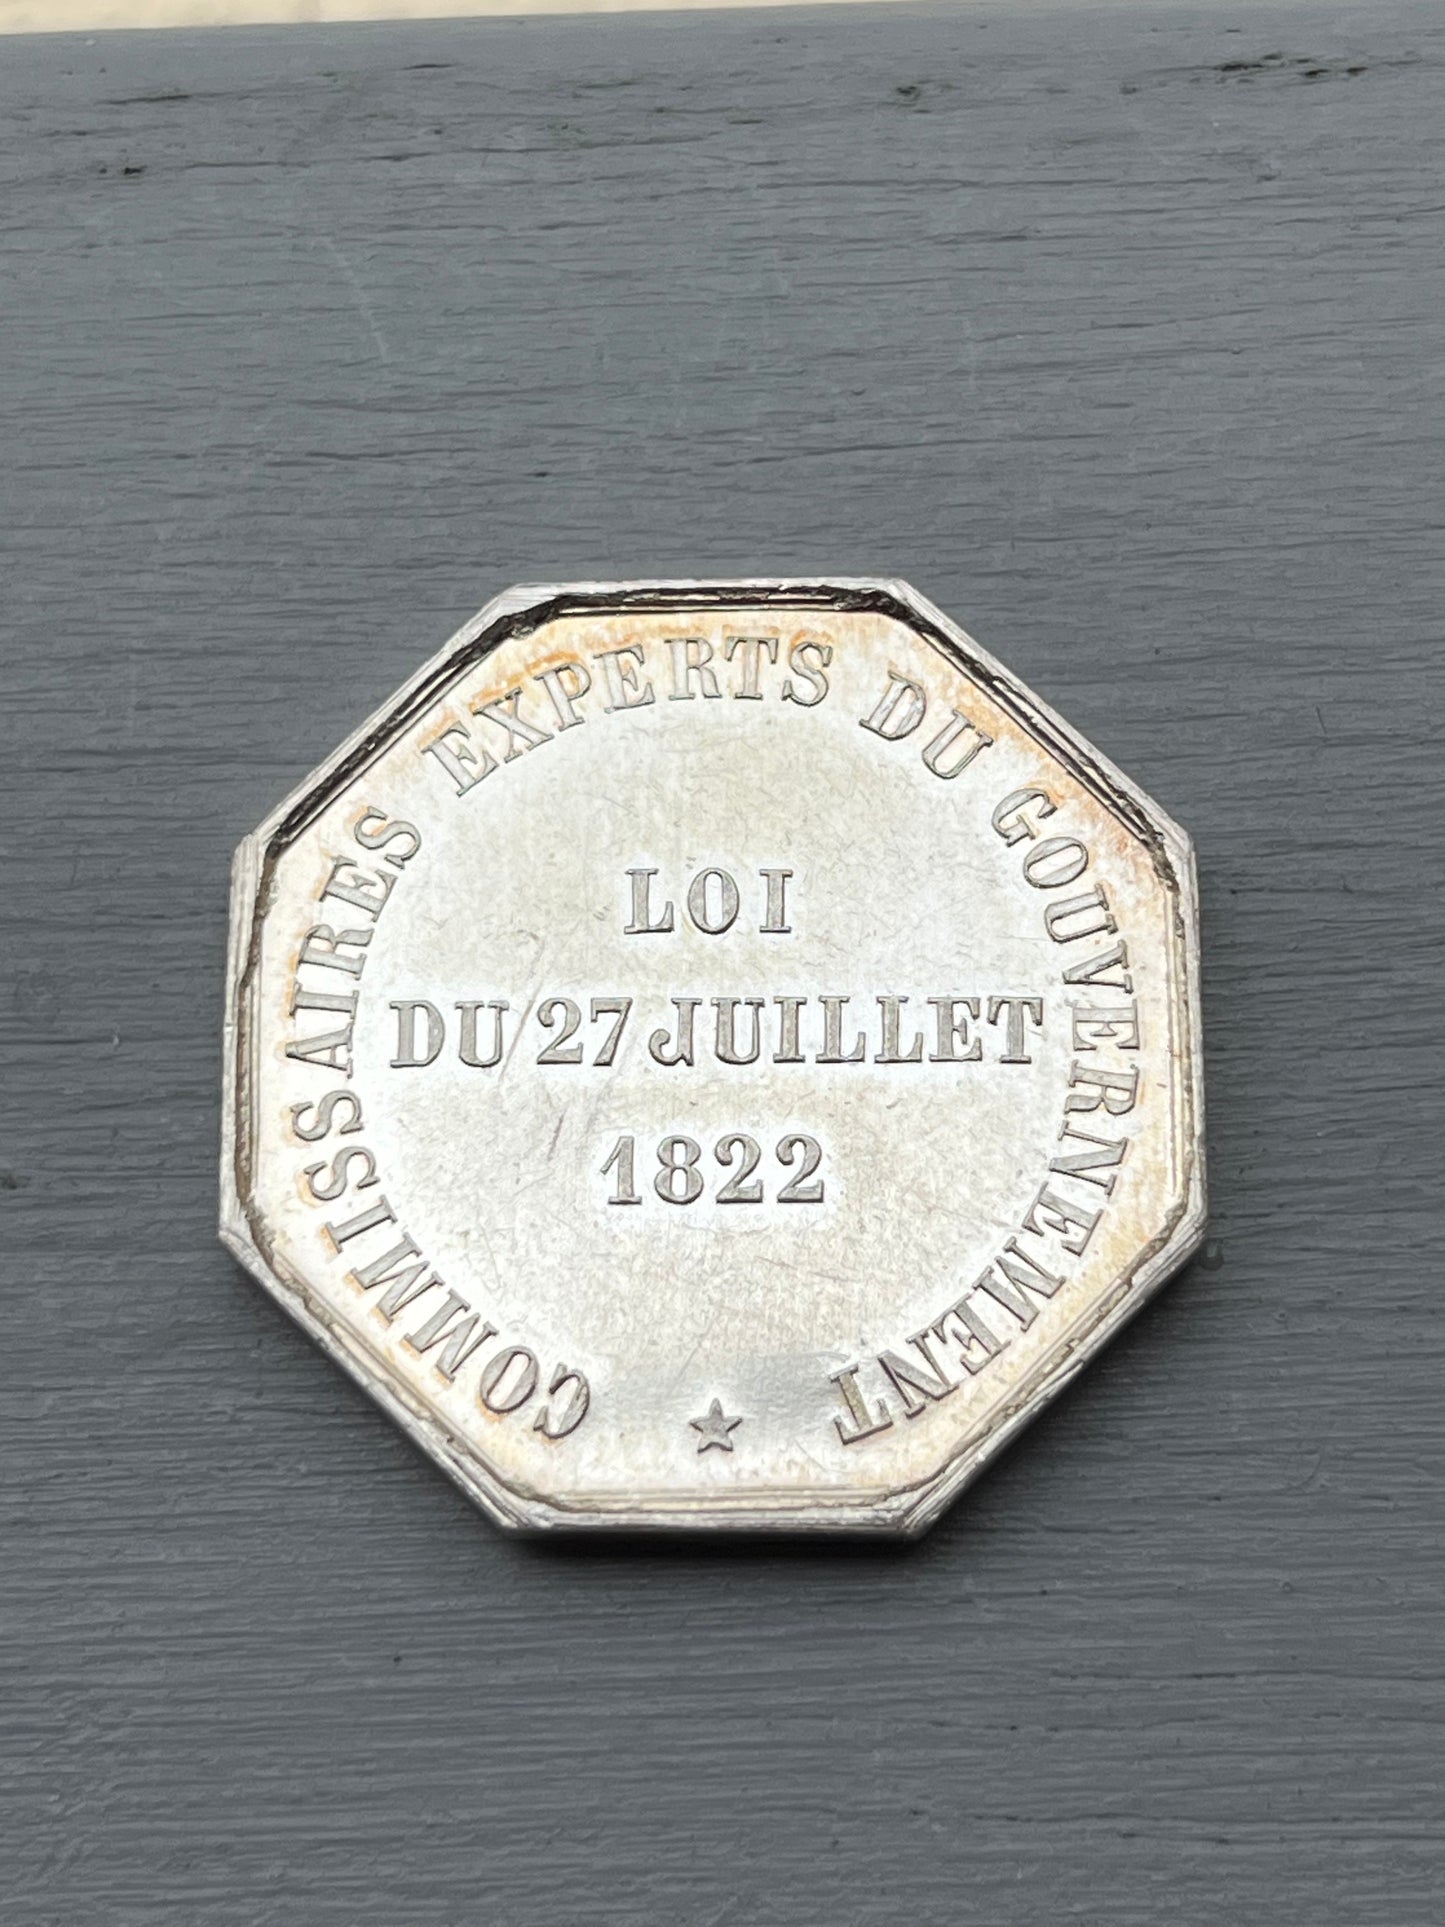 COMMISSAIRES EXPERTS DU GOUVERNEMENT
LOI
DU 27 JUILLET
1822